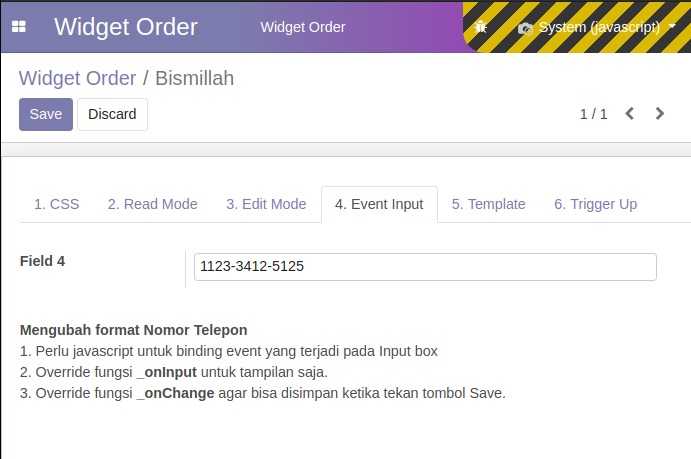 Widget Order
Widget Order
System (javascript)
Widget Order / Bismillah
Save
Discard
1 / 1
1. CSS
2. Read Mode
3. Edit Mode
4. Event Input
5. Template
6. Trigger Up
Field 4
1123-3412-5125
Mengubah format Nomor Telepon
1. Perlu javascript untuk binding event yang terjadi pada Input box
2. Override fungsi _onInput untuk tampilan saja.
3. Override fungsi _onChange agar bisa disimpan ketika tekan tombol Save.